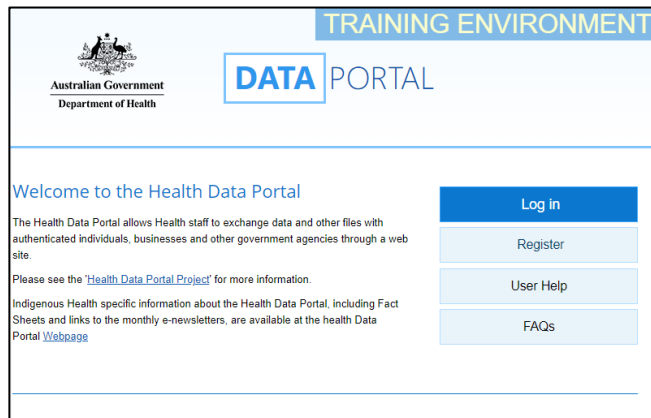 TRAINING ENVIRONMENT
Australian Government
Department of Health
DATA PORTAL
Welcome to the Health Data Portal
The Health Data Portal allows Health staff to exchange data and other files with
authenticated individuals, businesses and other government agencies through a web
site.
Please see the 'Health Data Portal Project' for more information.
Indigenous Health specific information about the Health Data Portal, including Fact
Sheets and links to the monthly e-newsletters, are available at the health Data
Portal Webpage
Log in
Register
User Help
FAQs